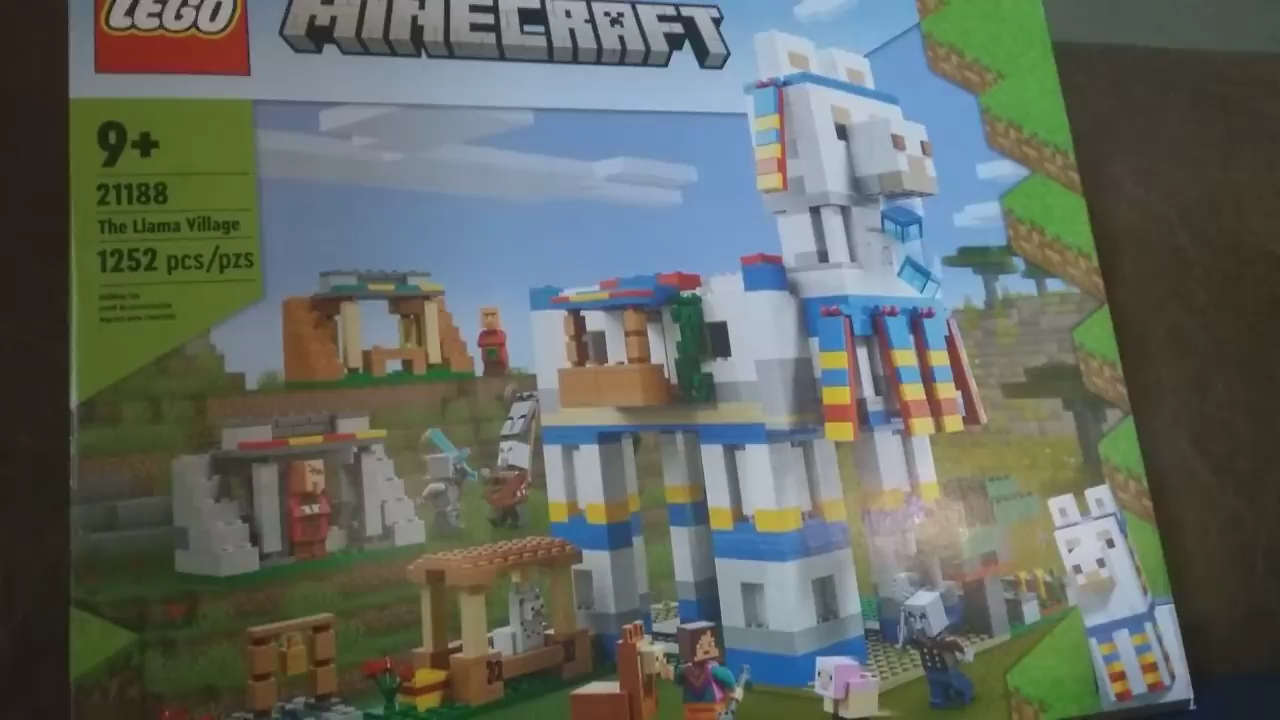 LEGO
MINECRAFT
9+
21188
The Llama Village
1252 pcs/pzs